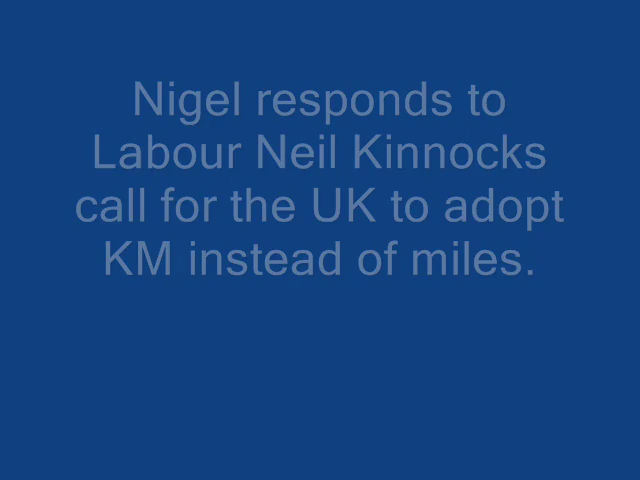 Nigel responds to
Labour Neil Kinnocks
call for the UK to adopt
KM instead of miles.